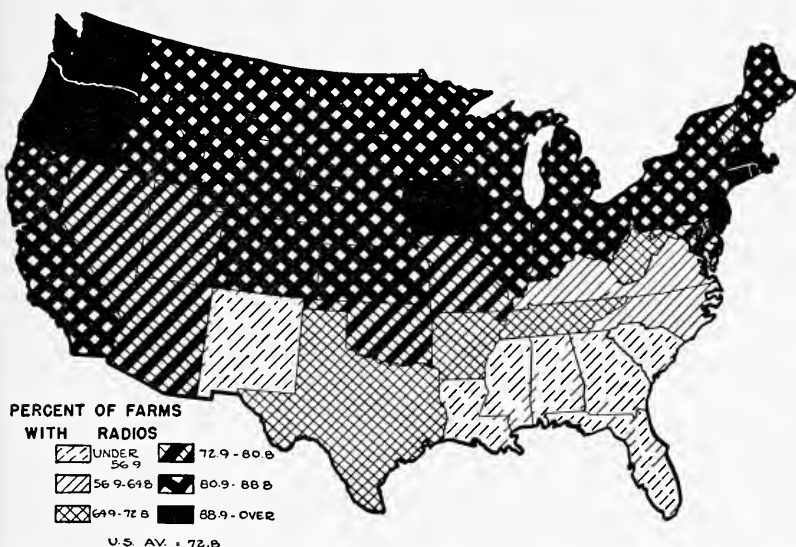 PERCENT OF FARMS
WITH RADIOS
UNDER 56.9
56.9-64.8
64.9-72.8
72.9-80.8
80.9-88.8
88.9-OVER
U.S. AV. = 72.8